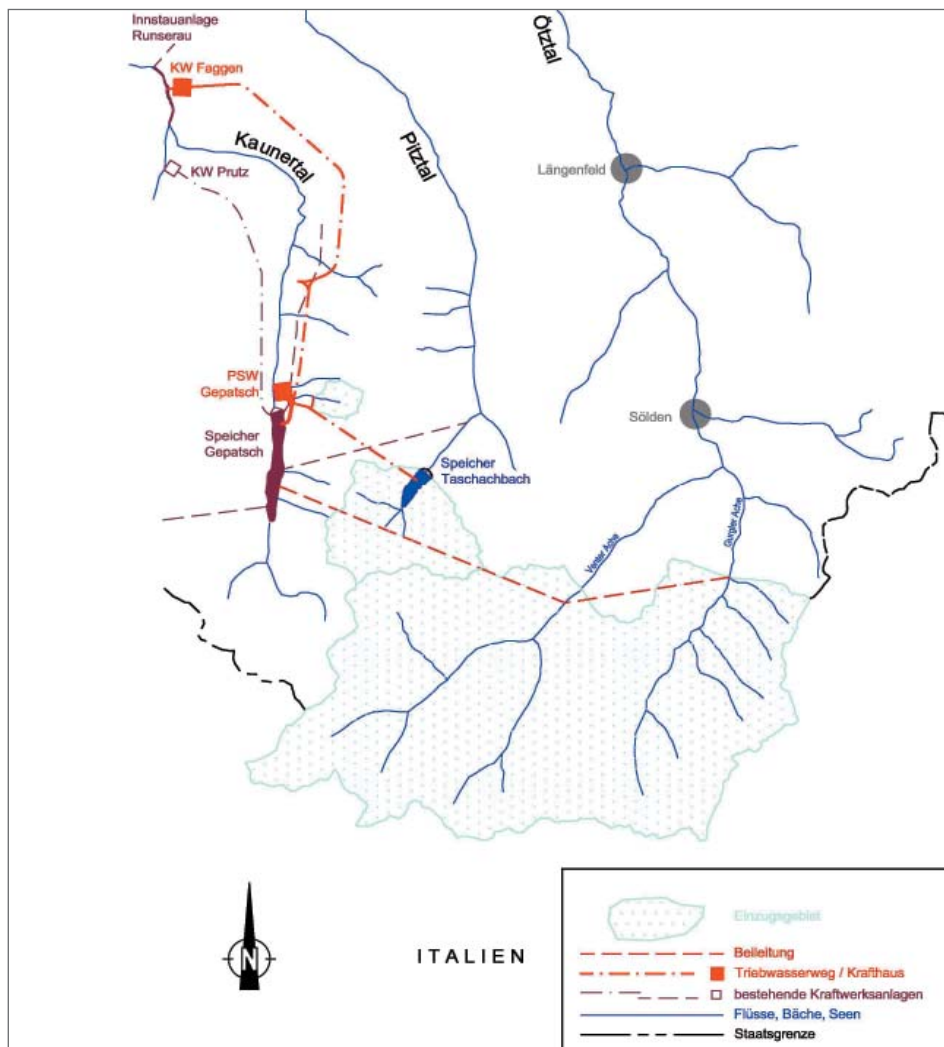 Innstauanlage
Runserau
KW Faggen
Kaunertal
KW Prutz
Pitztal
Ötztal
Längenfeld
PSW
Gepatsch
Speicher
Gepatsch
Sölden
Speicher
Taschachbach
Venter Ache
Gurgler Ache
N
ITALIEN
Einzugsgebiet
Beileitung
Triebwasserweg / Krafthaus
bestehende Kraftwerksanlagen
Flüsse, Bäche, Seen
Staatsgrenze